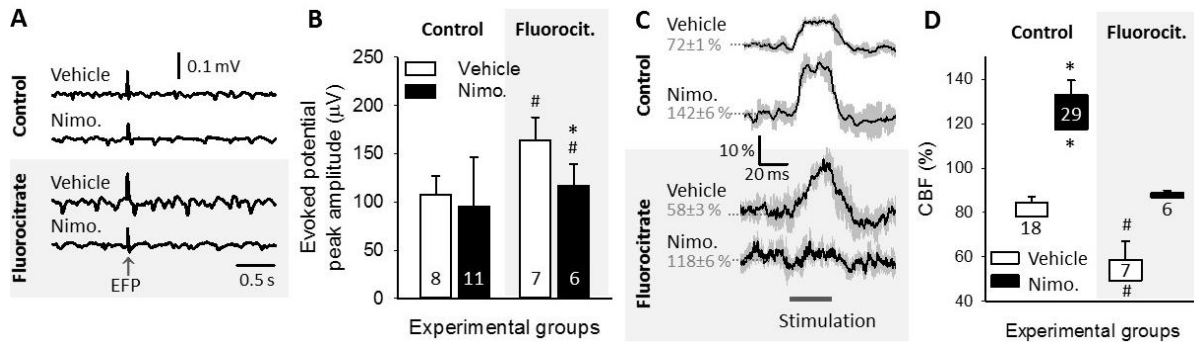 A
0.1 mV
Control
Vehicle
Nimo.
Fluorocitrate
Vehicle
Nimo.
EFP
0.5 s
B
Control
Fluorocit.
250
200
150
100
50
0
Evoked potential
peak amplitude (µV)
Vehicle
Nimo.
#
*
#
8
11
7
6
Experimental groups
C
Control
Vehicle
72±1 %
Nimo.
142±6 %
10 %
20 ms
Fluorocitrate
Vehicle
58±3 %
Nimo.
118±6 %
Stimulation
D
Control
Fluorocit.
140
120
100
80
60
40
CBF (%)
*
29
*
18
#
7
#
6
Vehicle
Nimo.
Experimental groups